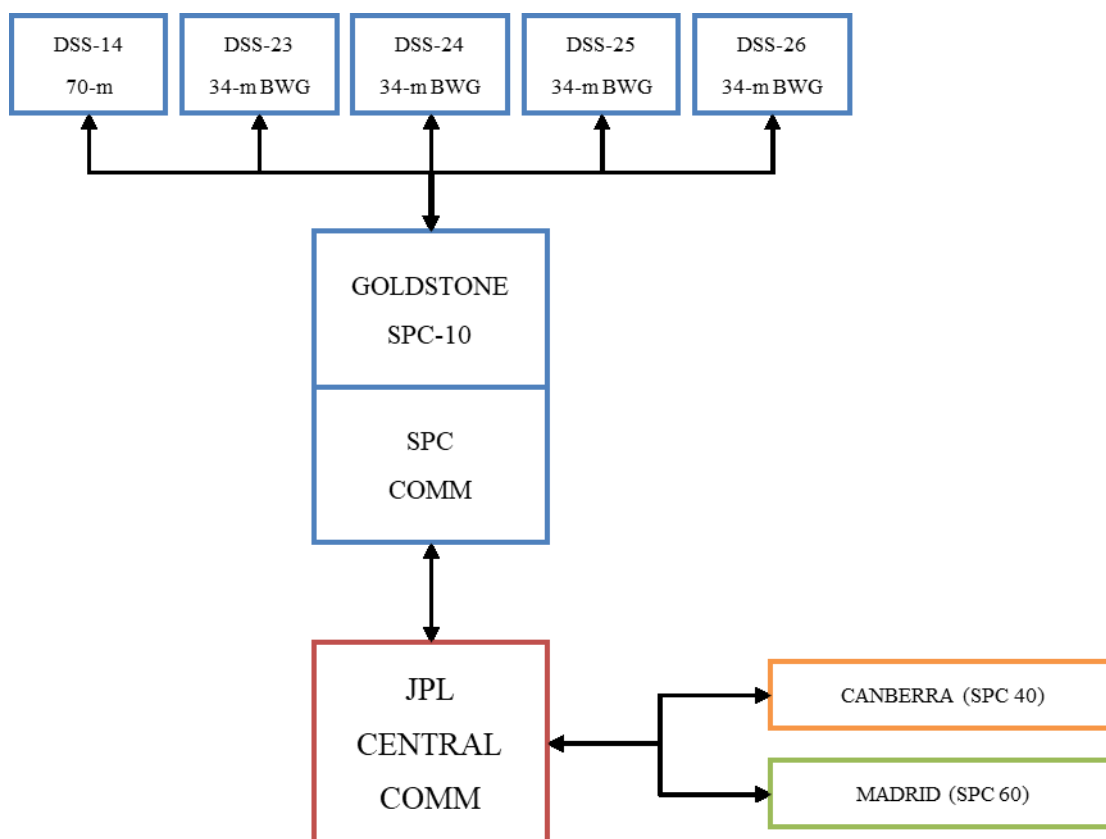 DSS-14
70-m
DSS-23
34-m BWG
DSS-24
34-m BWG
DSS-25
34-m BWG
DSS-26
34-m BWG
GOLDSTONE
SPC-10
SPC
COMM
JPL
CENTRAL
COMM
CANBERRA (SPC 40)
MADRID (SPC 60)